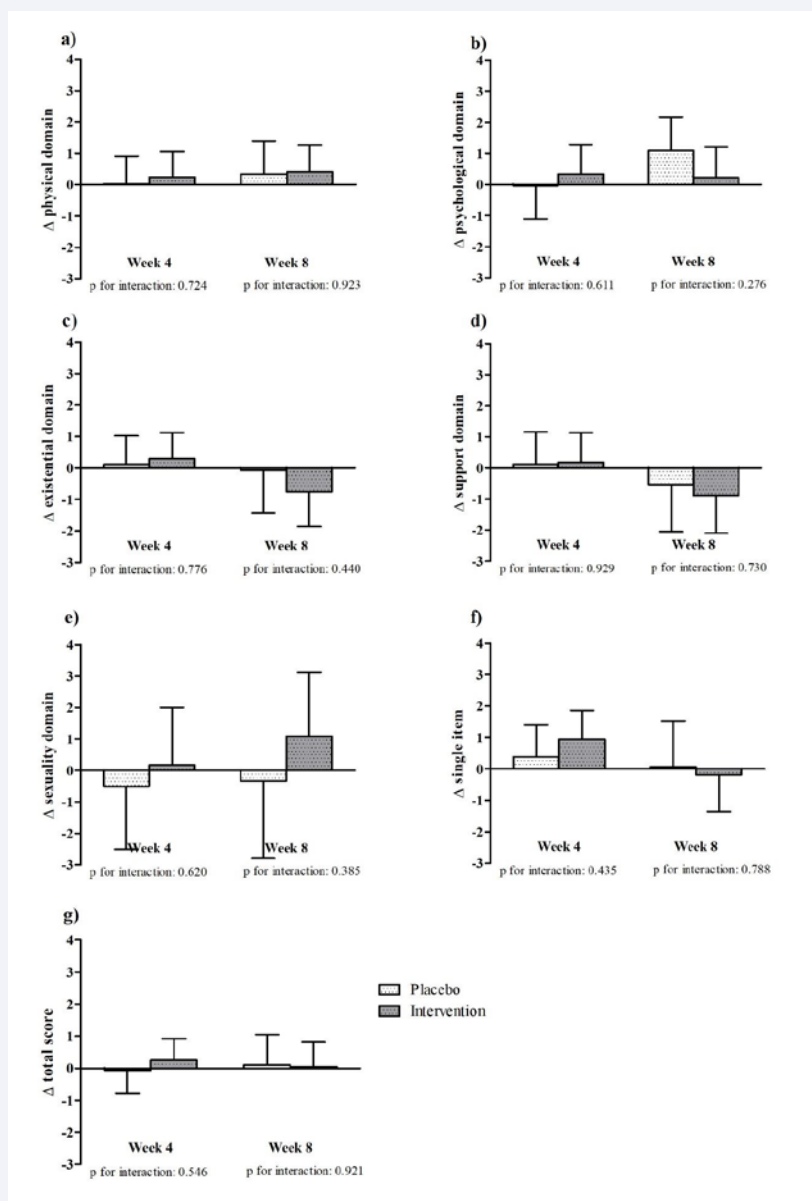 a)
4
3
2
1
0
-1
-2
-3
Δ physical domain
Week 4
Week 8
p for interaction: 0.724
p for interaction: 0.923
b)
4
3
2
1
0
-1
-2
-3
Δ psychological domain
Week 4
Week 8
p for interaction: 0.611
p for interaction: 0.276
c)
4
3
2
1
0
-1
-2
-3
Δ existential domain
Week 4
Week 8
p for interaction: 0.776
p for interaction: 0.440
d)
4
3
2
1
0
-1
-2
-3
Δ support domain
Week 4
Week 8
p for interaction: 0.929
p for interaction: 0.730
e)
4
3
2
1
0
-1
-2
-3
Δ sexuality domain
Week 4
Week 8
p for interaction: 0.620
p for interaction: 0.385
f)
4
3
2
1
0
-1
-2
-3
Δ single item
Week 4
Week 8
p for interaction: 0.435
p for interaction: 0.788
g)
4
3
2
1
0
-1
-2
-3
Δ total score
Week 4
Week 8
p for interaction: 0.546
p for interaction: 0.921
Placebo
Intervention